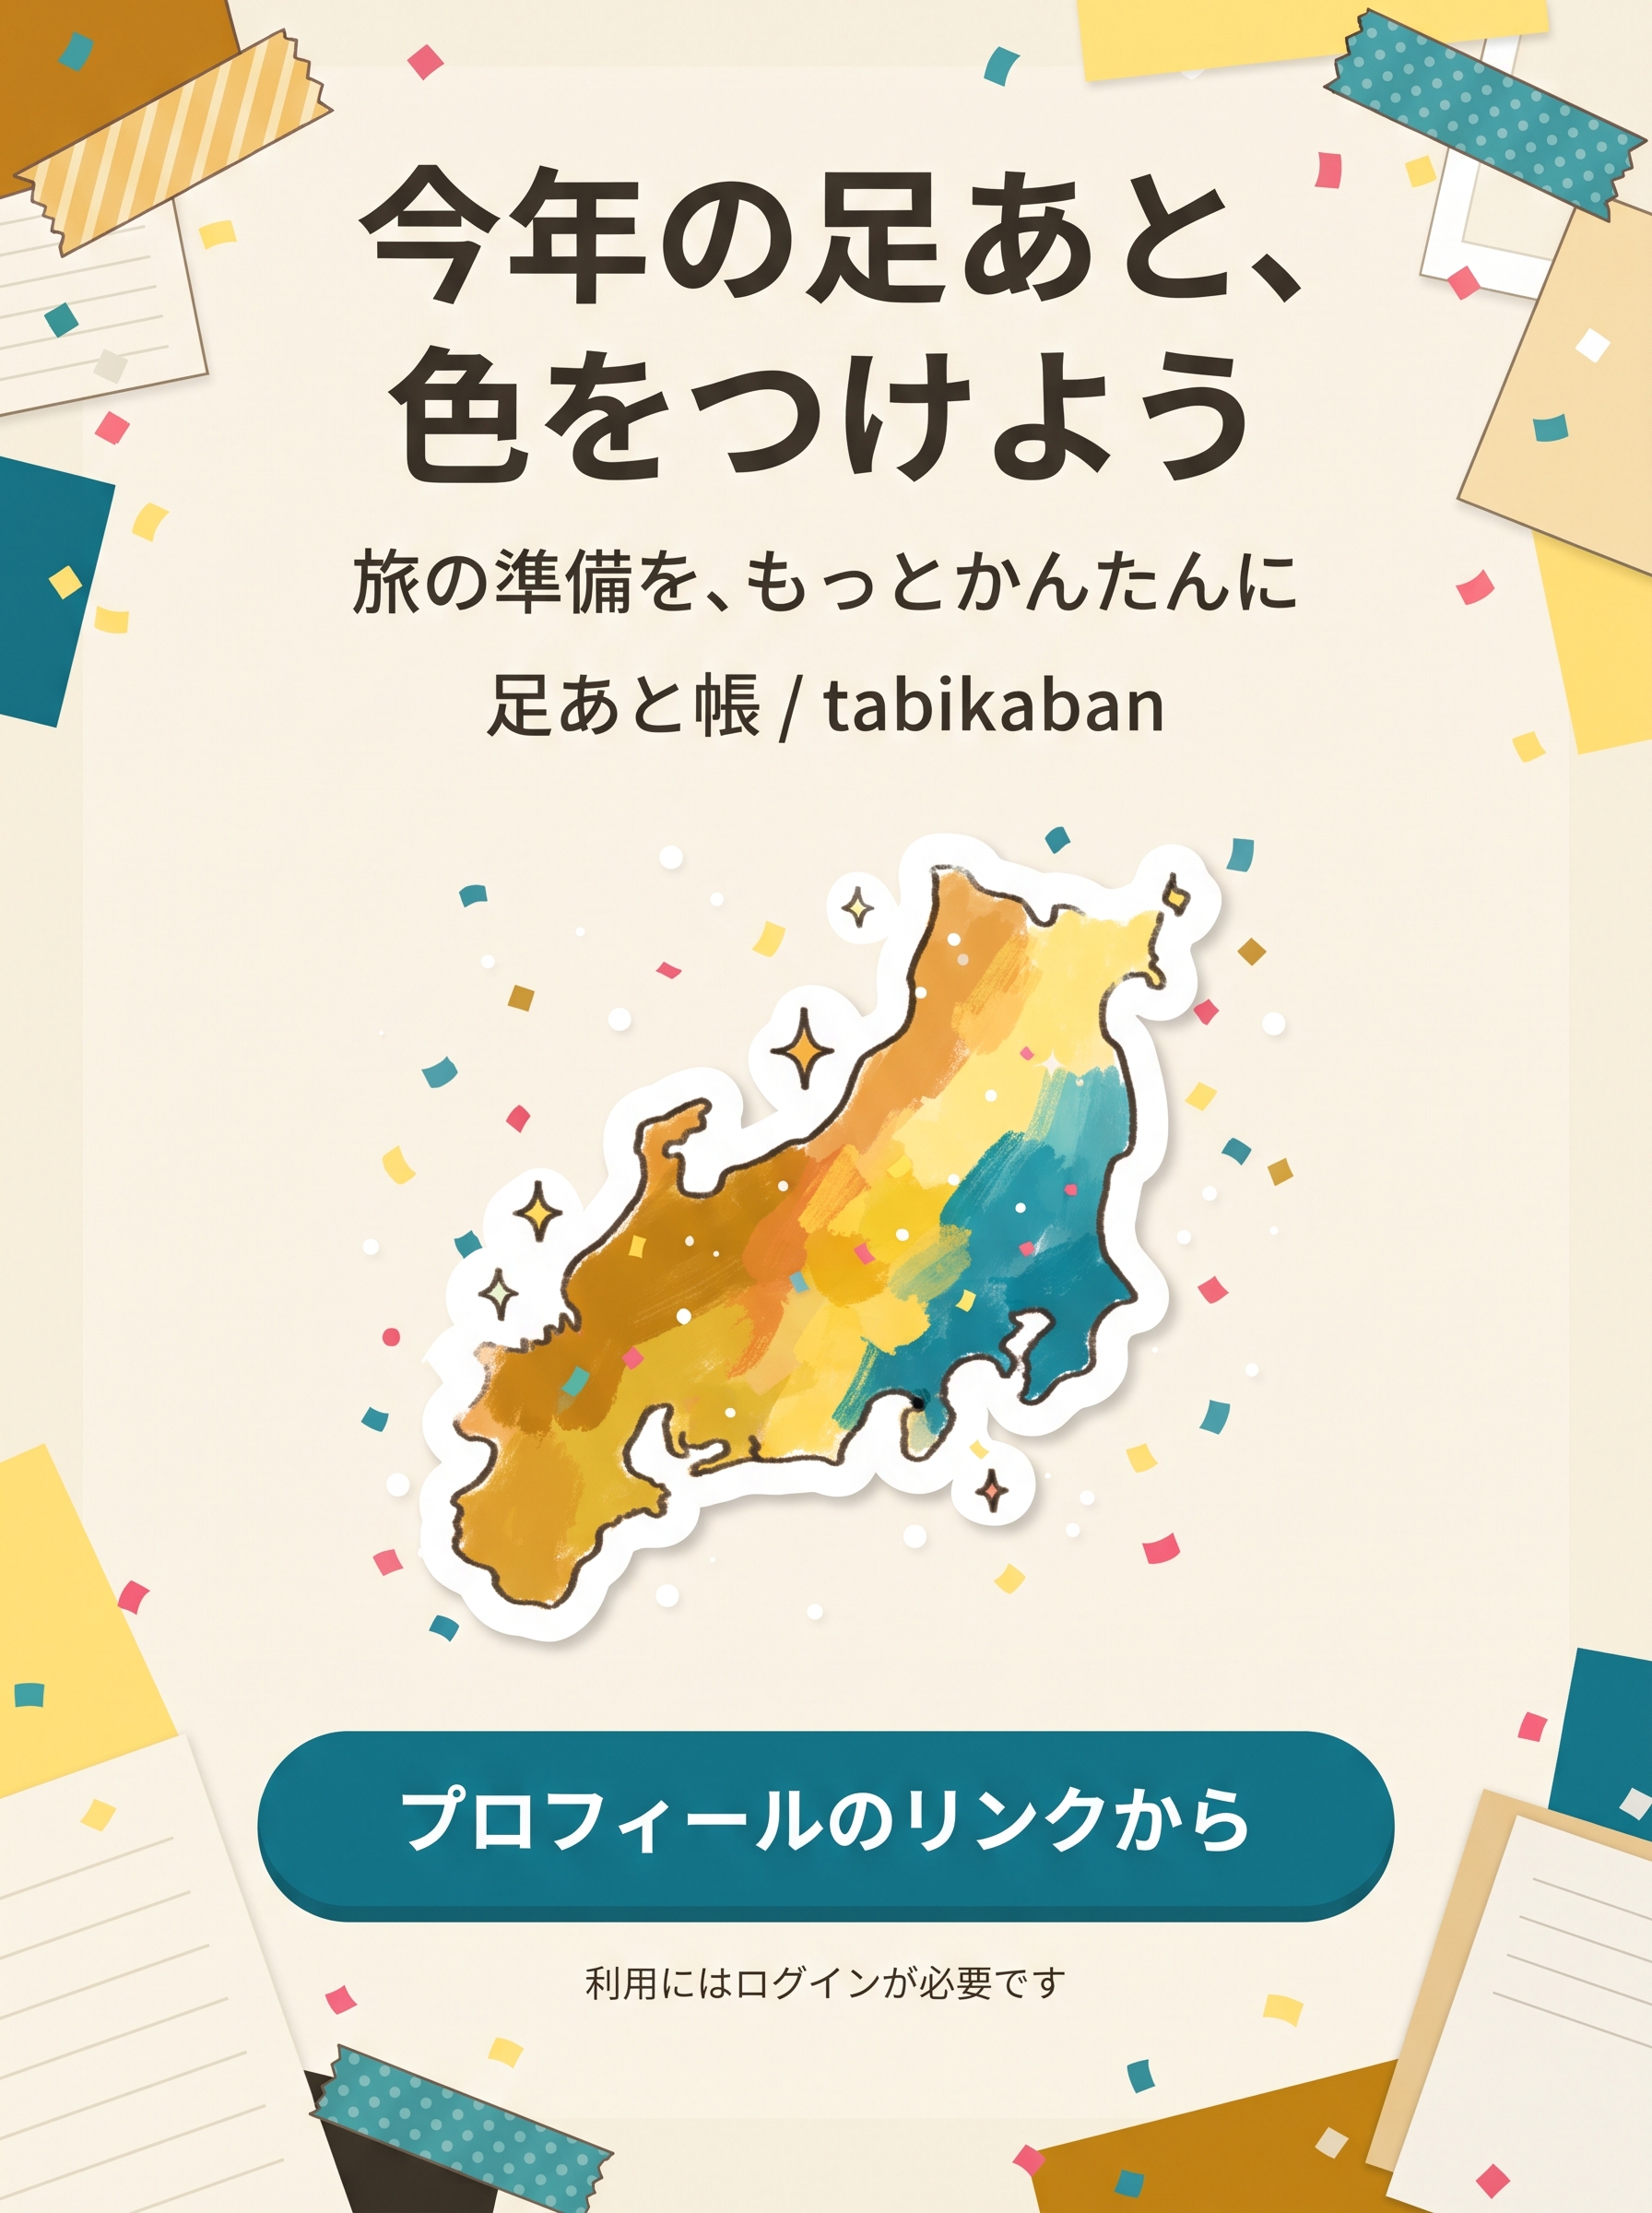 今年の足あと、
色をつけよう
旅の準備を、もっとかんたんに
足あと帳 / tabikaban
プロフィールのリンクから
利用にはログインが必要です